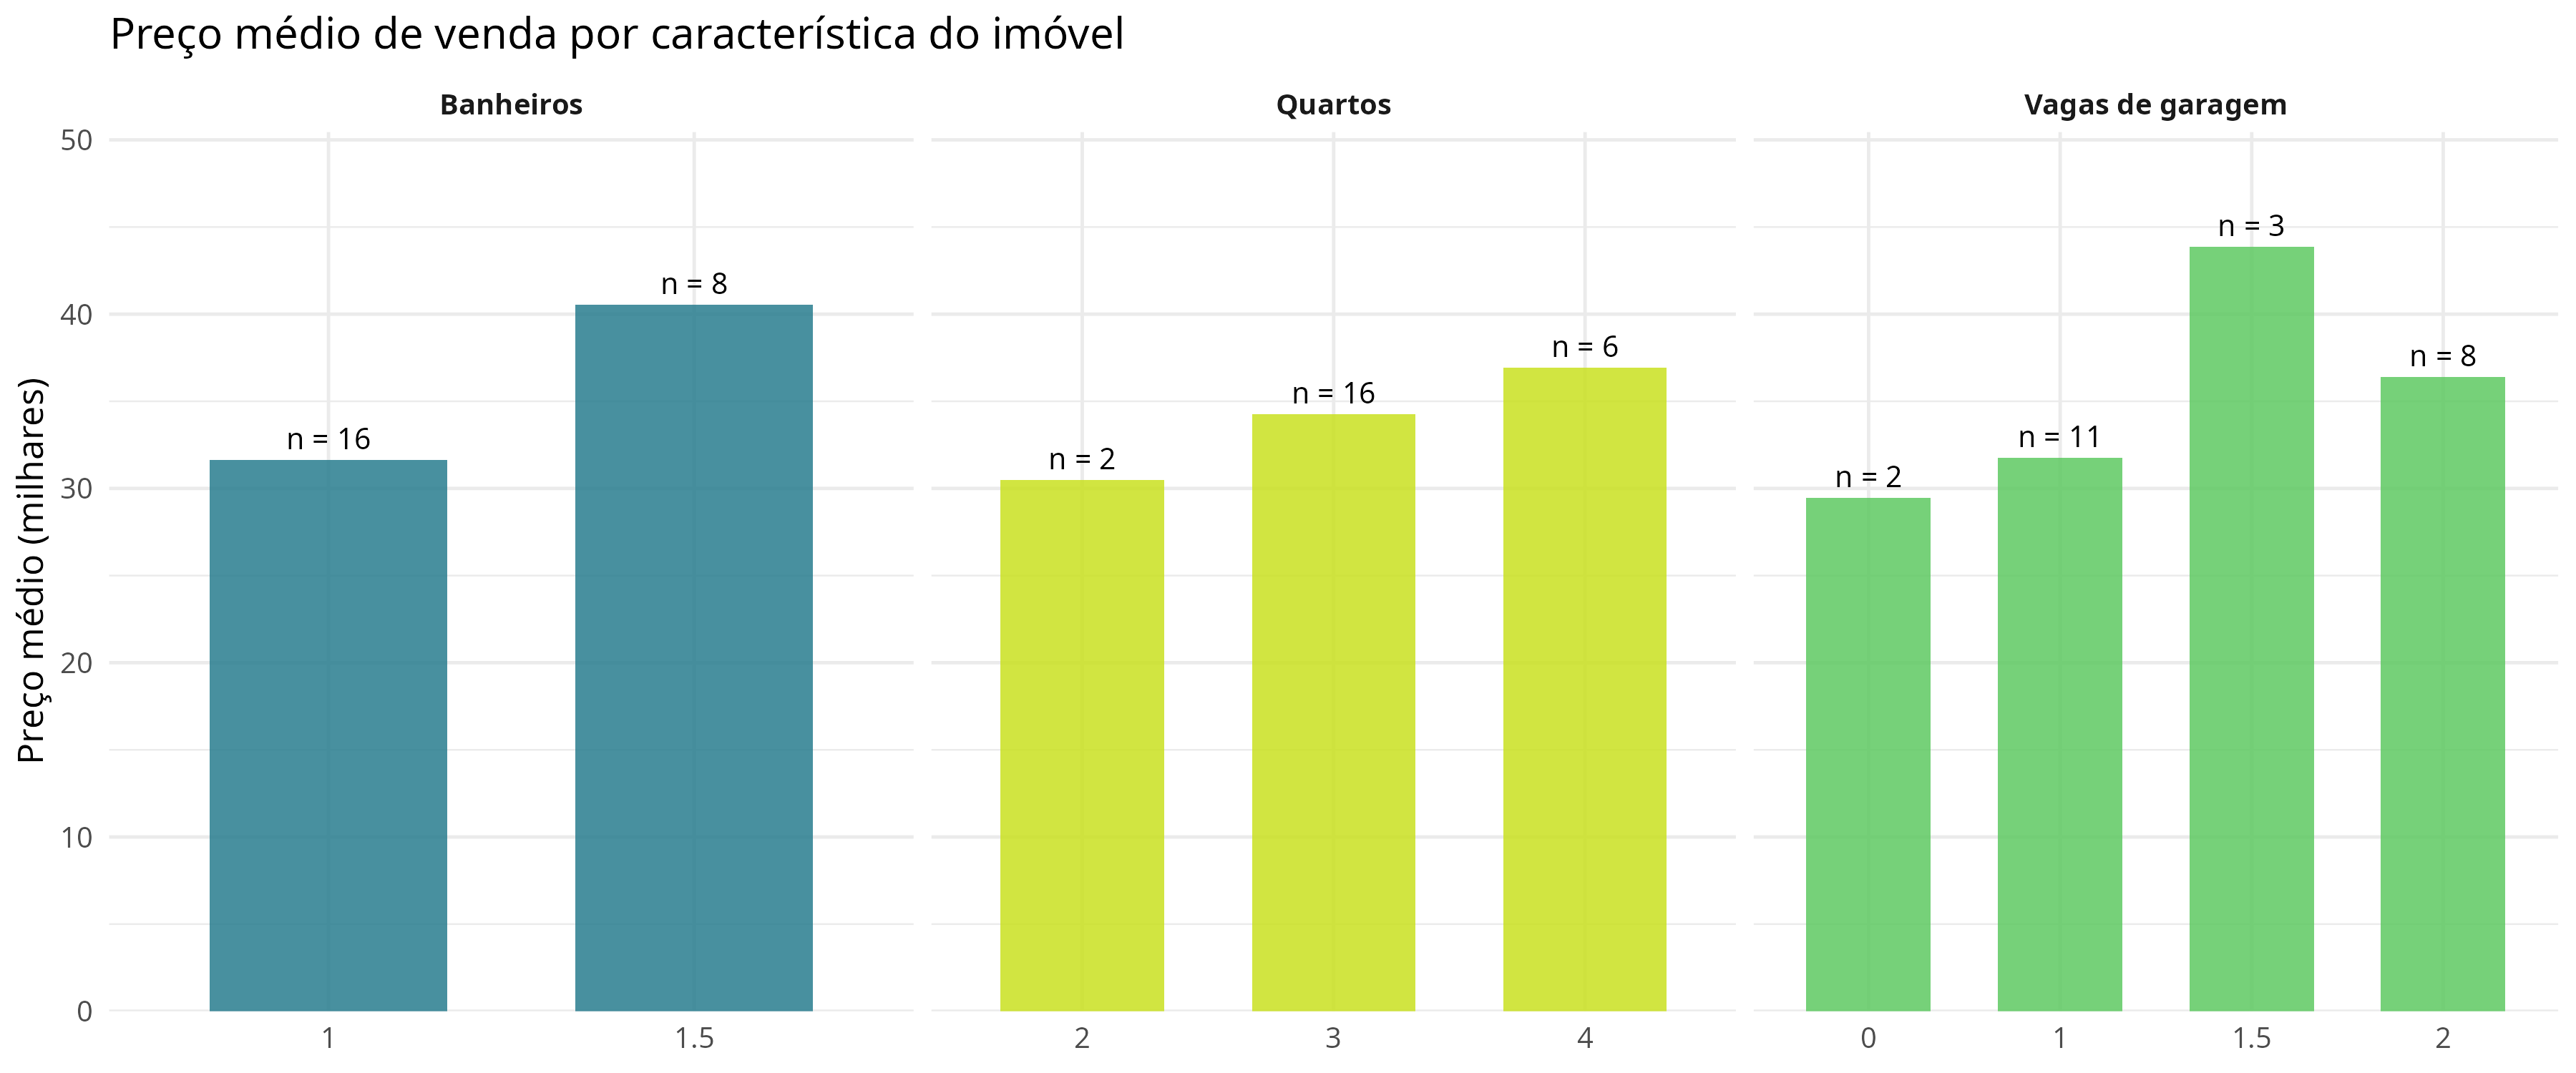 Preço médio de venda por característica do imóvel
Banheiros
Quartos
Vagas de garagem
Preço médio (milhares)
50
40
30
20
10
0
n = 16
n = 8
n = 2
n = 16
n = 6
n = 2
n = 11
n = 3
n = 8
1
1.5
2
3
4
0
1
1.5
2